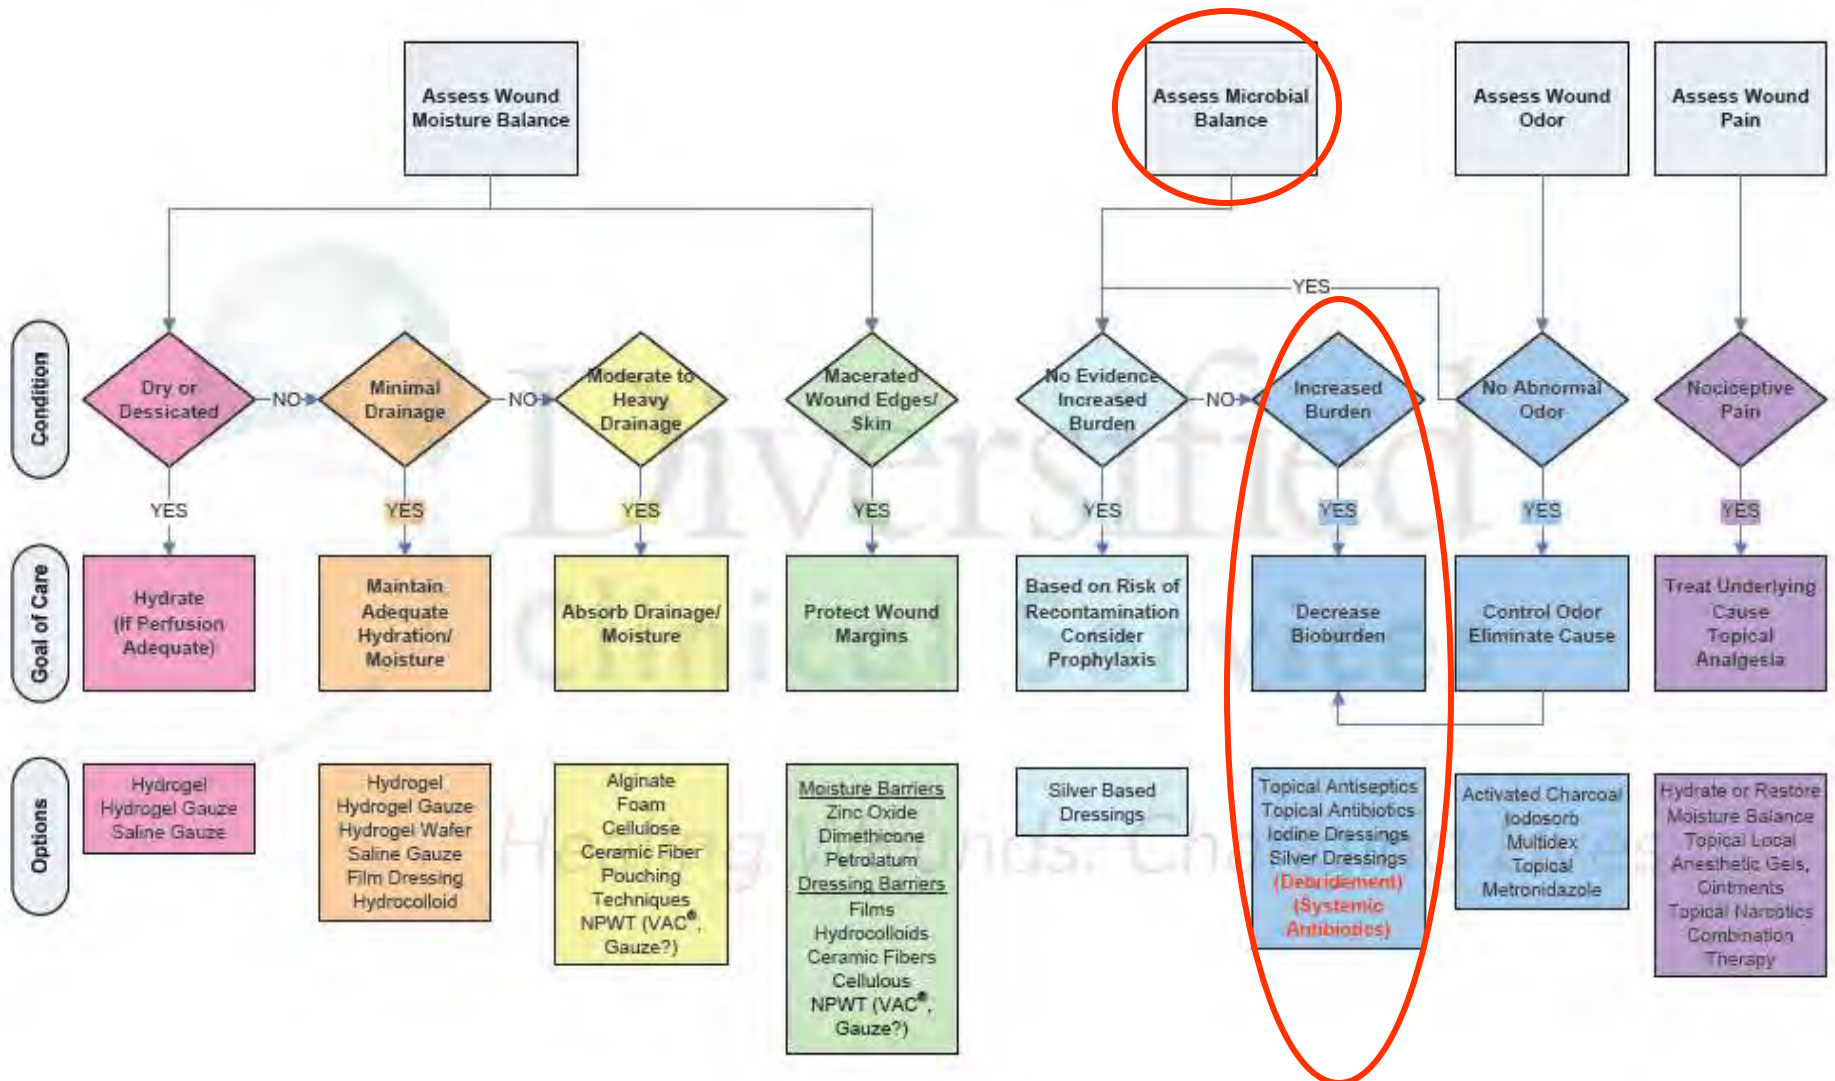 Assess Wound
Moisture Balance
Assess Microbial
Balance
Assess Wound
Odor
Assess Wound
Pain
YES
Condition
Dry or
Dessicated
NO
Minimal
Drainage
NO
Moderate to
Heavy
Drainage
Macerated
Wound Edges/
Skin
No Evidence
Increased
Burden
NO
Increased
Burden
No Abnormal
Odor
Nociceptive
Pain
YES
YES
YES
YES
YES
YES
YES
YES
Goal of Care
Hydrate
(If Perfusion
Adequate)
Maintain
Adequate
Hydration/
Moisture
Absorb Drainage/
Moisture
Protect Wound
Margins
Based on Risk of
Recontamination
Consider
Prophylaxis
Decrease
Bioburden
Control Odor
Eliminate Cause
Treat Underlying
Cause
Topical
Analgesia
Options
Hydrogel
Hydrogel Gauze
Saline Gauze
Hydrogel
Hydrogel Gauze
Hydrogel Wafer
Saline Gauze
Film Dressing
Hydrocolloid
Alginate
Foam
Cellulose
Ceramic Fiber
Pouching
Techniques
NPWT (VAC®,
Gauze?)
Moisture Barriers
Zinc Oxide
Dimethicone
Petrolatum
Dressing Barriers
Films
Hydrocolloids
Ceramic Fibers
Cellulous
NPWT (VAC®,
Gauze?)
Silver Based
Dressings
Topical Antiseptics
Topical Antibiotics
Iodine Dressings
Silver Dressings
(Debridement)
(Systemic
Antibiotics)
Activated Charcoal
Iodosorb
Multidex
Topical
Metronidazole
Hydrate or Restore
Moisture Balance
Topical Local
Anesthetic Gels,
Ointments
Topical Narcotics
Combination
Therapy
Diversified